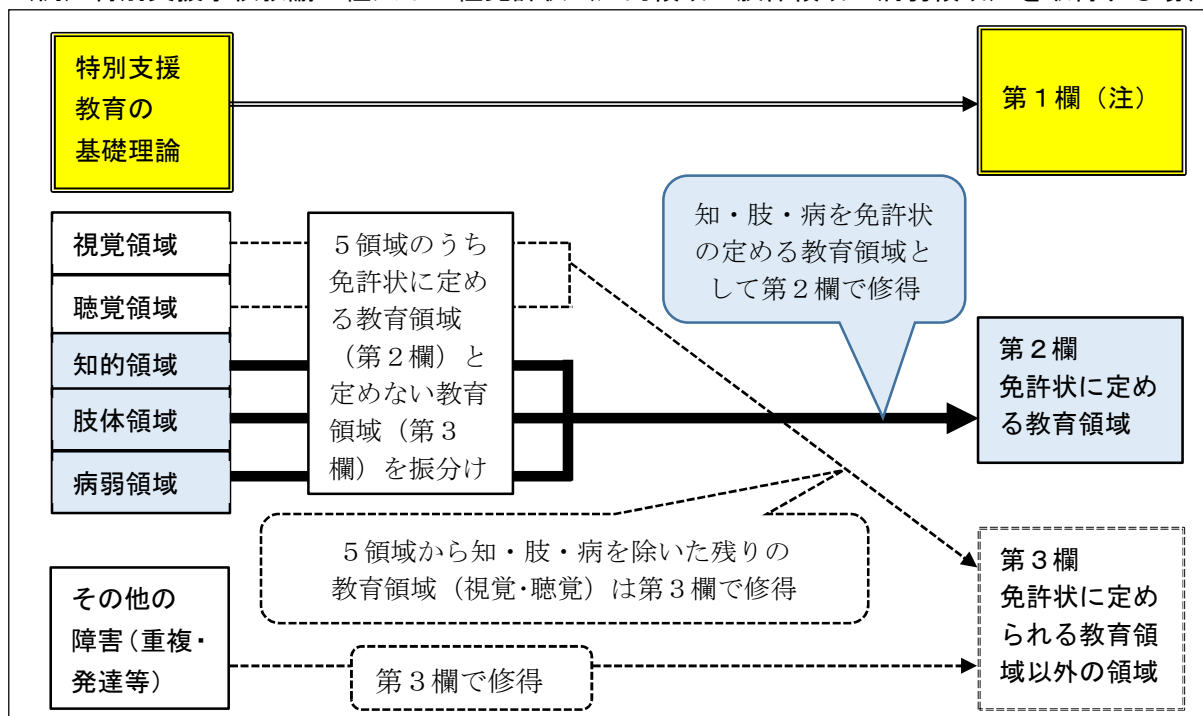 特別支援
教育の
基礎理論
第１欄（注）
視覚領域
聴覚領域
知的領域
肢体領域
病弱領域
５領域のうち
免許状に定め
る教育領域
（第２欄）と
定めない教育
領域（第３
欄）を振分け
知・肢・病を免許状
の定める教育領域と
して第２欄で修得
第２欄
免許状に定め
る教育領域
５領域から知・肢・病を除いた残りの
教育領域（視覚･聴覚）は第３欄で修得
その他の
障害（重複・
発達等）
第３欄で修得
第３欄
免許状に定め
られる教育領
域以外の領域